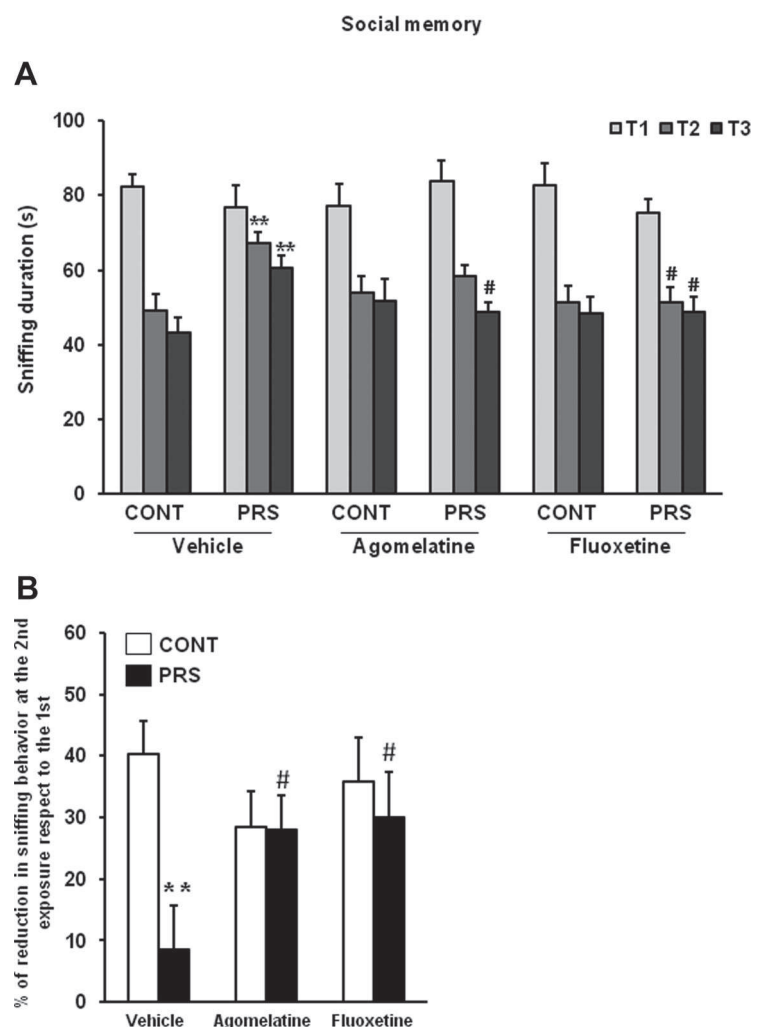 Social memory
A
T1 T2 T3
Sniffing duration (s)
100
80
60
40
20
0
**
**
#
#
#
CONT PRS CONT PRS CONT PRS
Vehicle Agomelatine Fluoxetine
B
% of reduction in sniffing behavior at the 2nd
exposure respect to the 1st
60
50
40
30
20
10
0
CONT
PRS
**
#
#
Vehicle Agomelatine Fluoxetine